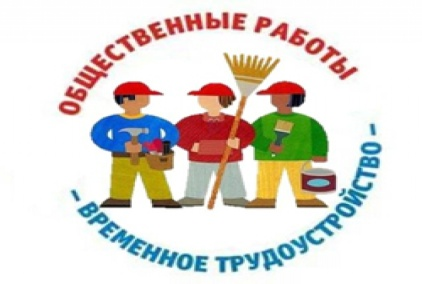 ОБЩЕСТВЕННЫЕ РАБОТЫ
– ВРЕМЕННОЕ ТРУДОУСТРОЙСТВО –